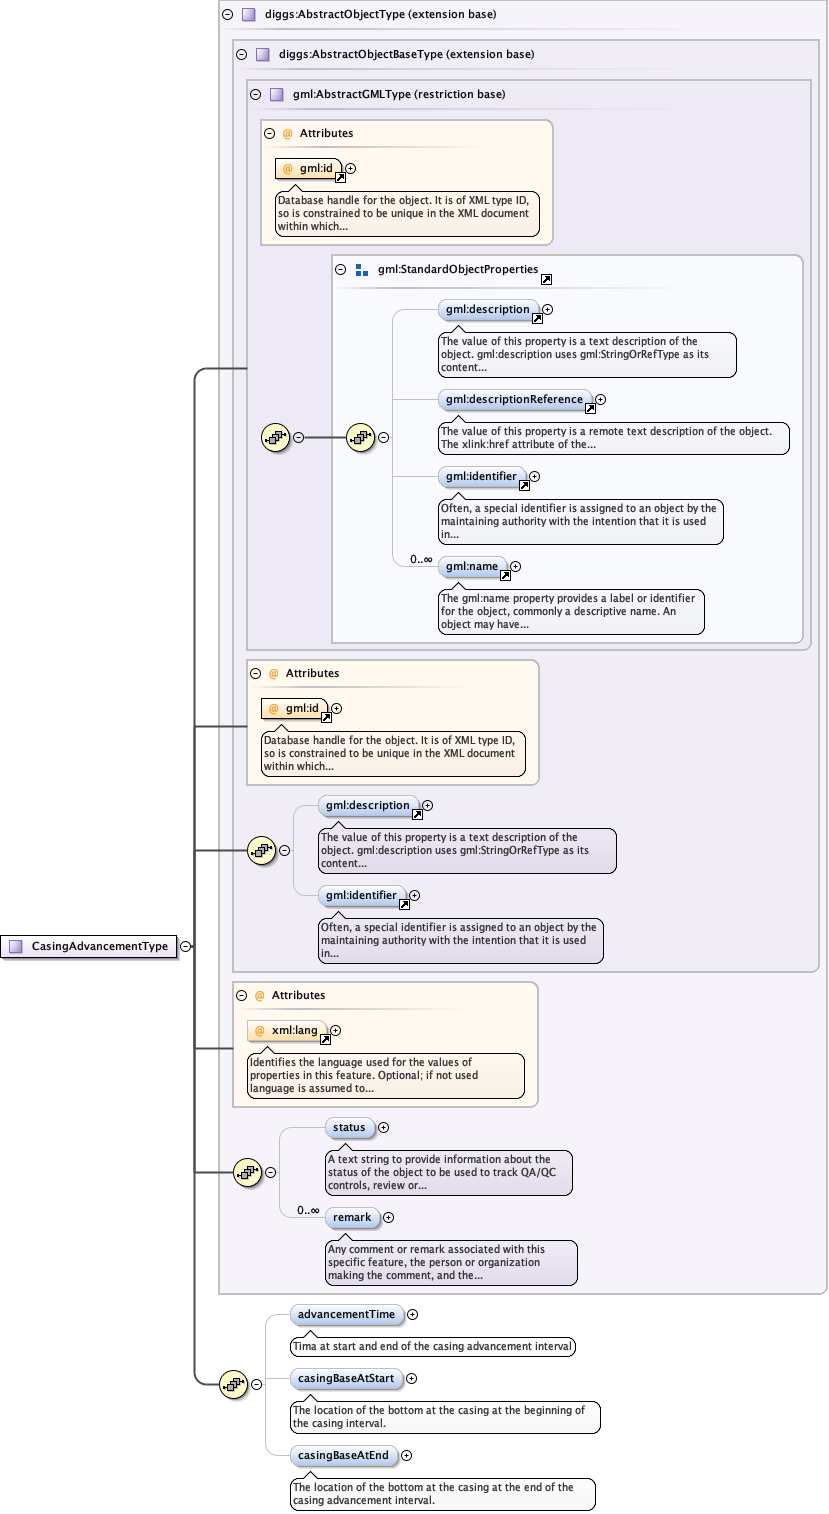 diggs:AbstractObjectType (extension base)
diggs:AbstractObjectBaseType (extension base)
gml:AbstractGMLType (restriction base)
@ Attributes
@ gml:id
Database handle for the object. It is of XML type ID,
so is constrained to be unique in the XML document
within which...
gml:StandardObjectProperties
gml:description
The value of this property is a text description of the
object. gml:description uses gml:StringOrRefType as its
content...
gml:descriptionReference
The value of this property is a remote text description of the object.
The xlink:href attribute of the...
gml:identifier
Often, a special identifier is assigned to an object by the
maintaining authority with the intention that it is used
in...
0..∞
gml:name
The gml:name property provides a label or identifier
for the object, commonly a descriptive name. An
object may have...
@ Attributes
@ gml:id
Database handle for the object. It is of XML type ID,
so is constrained to be unique in the XML document
within which...
gml:description
The value of this property is a text description of the
object. gml:description uses gml:StringOrRefType as its
content...
gml:identifier
Often, a special identifier is assigned to an object by the
maintaining authority with the intention that it is used
in...
CasingAdvancementType
@ Attributes
@ xml:lang
Identifies the language used for the values of
properties in this feature. Optional; if not used
language is assumed to...
status
A text string to provide information about the
status of the object to be used to track QA/QC
controls, review or...
0..∞
remark
Any comment or remark associated with this
specific feature, the person or organization
making the comment, and the...
advancementTime
Tima at start and end of the casing advancement interval
casingBaseAtStart
The location of the bottom at the casing at the beginning of
the casing interval.
casingBaseAtEnd
The location of the bottom at the casing at the end of the
casing advancement interval.